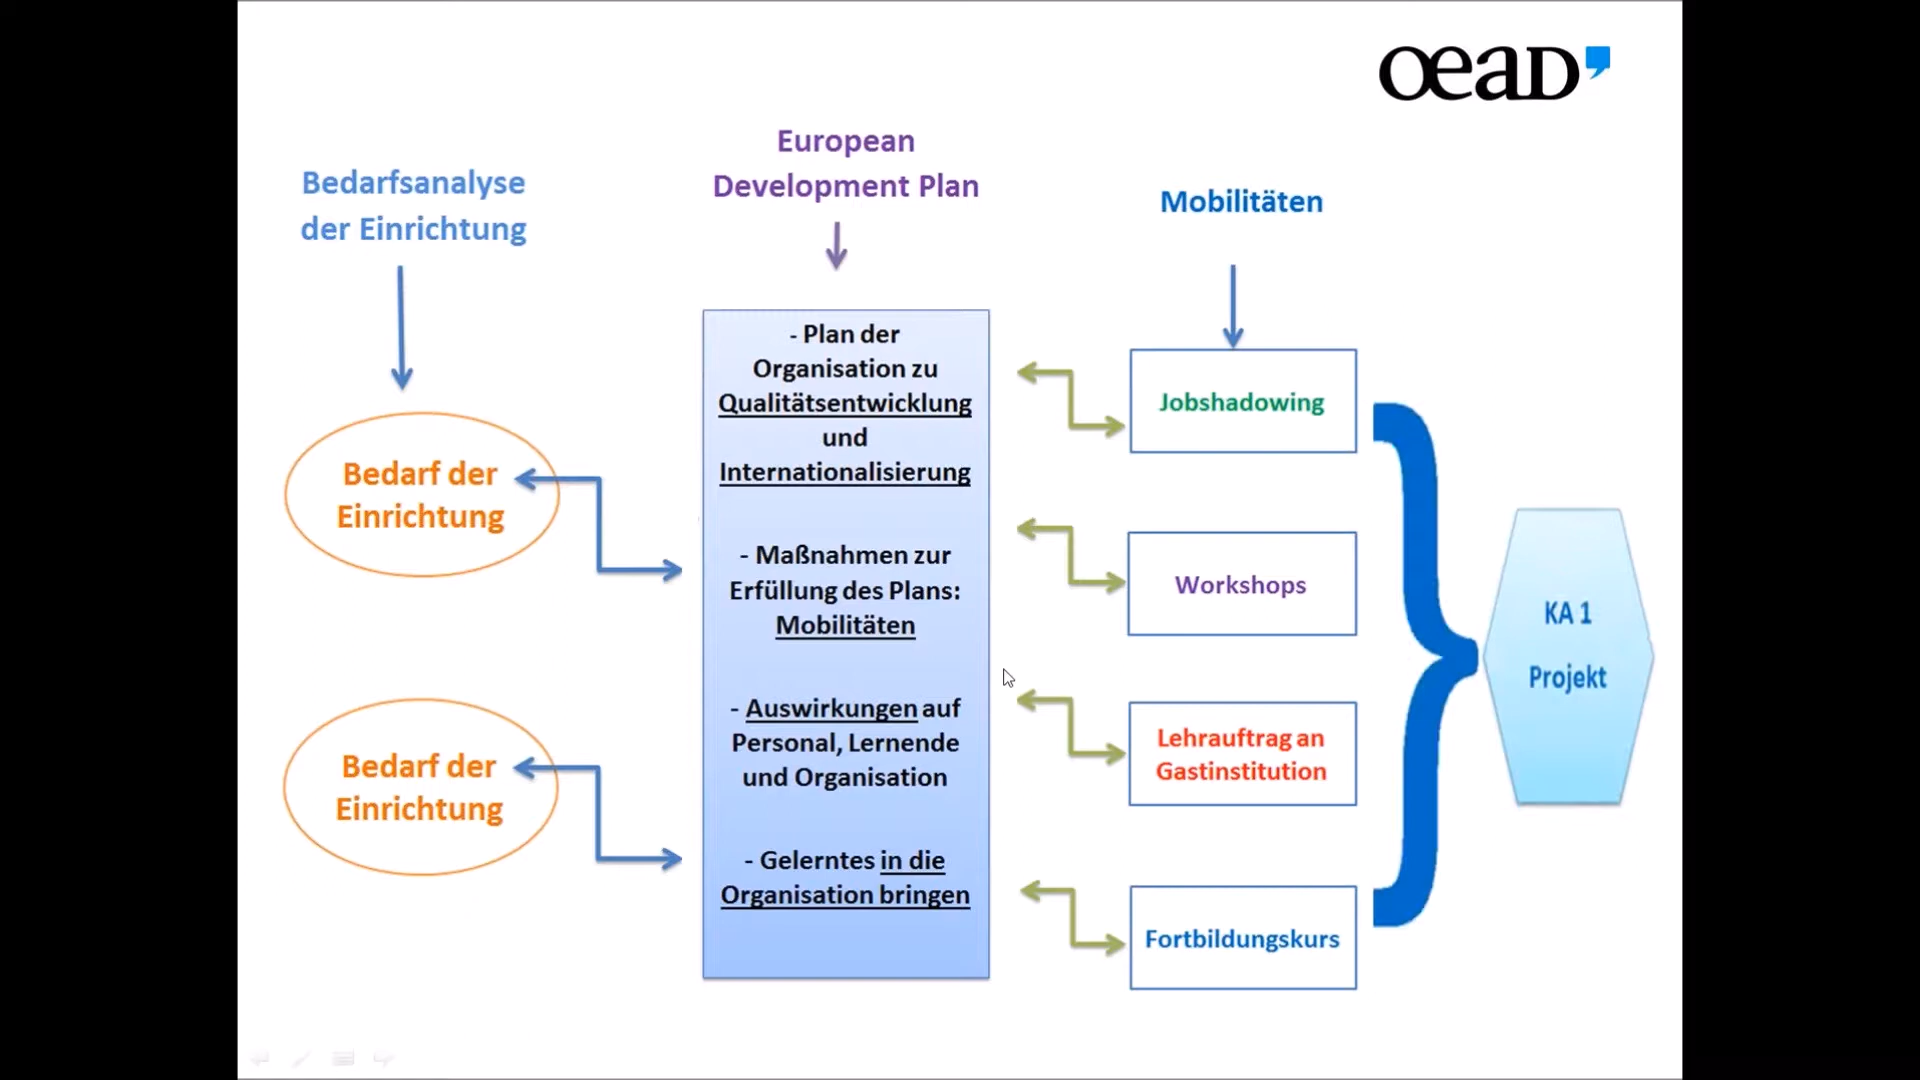 OeAD
European
Development Plan
Bedarfsanalyse
der Einrichtung
Mobilitäten
Bedarf der
Einrichtung
Bedarf der
Einrichtung
- Plan der
Organisation zu
Qualitätsentwicklung
und
Internationalisierung
- Maßnahmen zur
Erfüllung des Plans:
Mobilitäten
- Auswirkungen auf
Personal, Lernende
und Organisation
- Gelerntes in die
Organisation bringen
Jobshadowing
Workshops
Lehrauftrag an
Gastinstitution
Fortbildungskurs
KA 1
Projekt